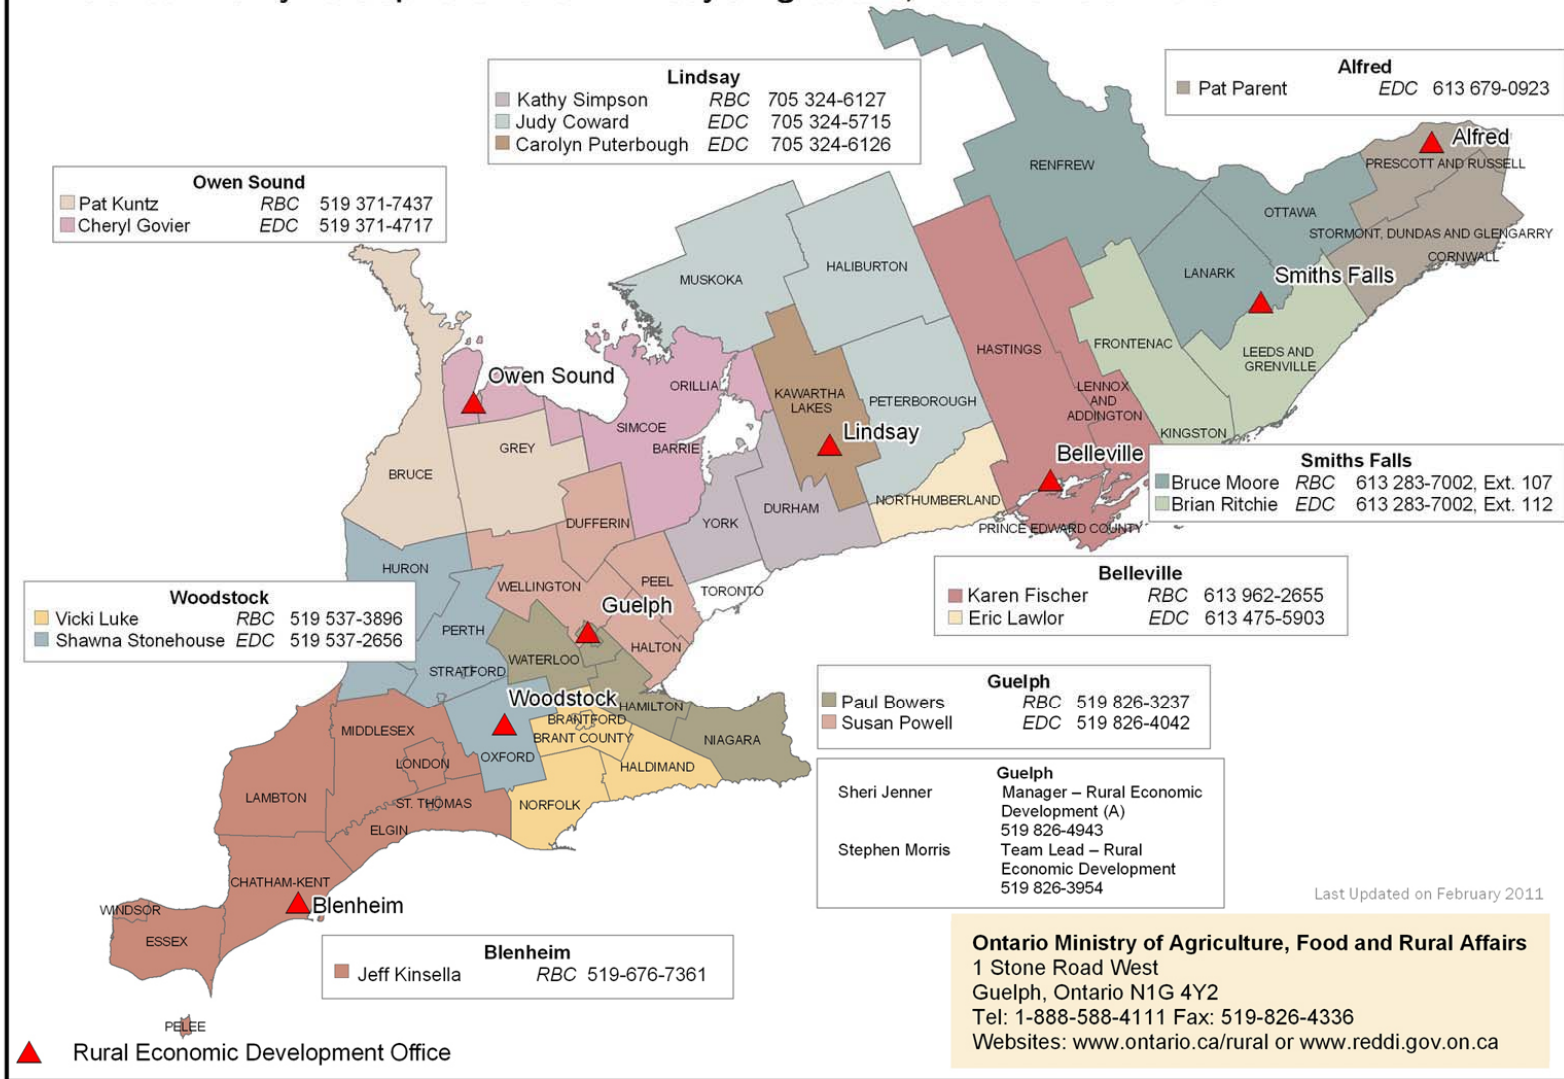 Lindsay
Kathy Simpson RBC 705 324-6127
Judy Coward EDC 705 324-5715
Carolyn Puterbough EDC 705 324-6126
Alfred
Pat Parent EDC 613 679-0923
Owen Sound
Pat Kuntz RBC 519 371-7437
Cheryl Govier EDC 519 371-4717
Alfred
PRESCOTT AND RUSSELL
RENFREW
OTTAWA
STORMONT, DUNDAS AND GLENGARRY
CORNWALL
LANARK
Smiths Falls
MUSKOKA
HALIBURTON
HASTINGS
FRONTENAC
LEEDS AND
GRENVILLE
Owen Sound
ORILLIA
KAWARTHA
LAKES
PETERBOROUGH
LENNOX
AND
ADDINGTON
SIMCOE
BARRIE
Lindsay
KINGSTON
GREY
BRUCE
Belleville
Smiths Falls
Bruce Moore RBC 613 283-7002, Ext. 107
Brian Ritchie EDC 613 283-7002, Ext. 112
DUFFERIN
YORK
DURHAM
NORTHUMBERLAND
PRINCE EDWARD COUNTY
HURON
WELLINGTON
PEEL
TORONTO
Belleville
Karen Fischer RBC 613 962-2655
Eric Lawlor EDC 613 475-5903
Woodstock
Vicki Luke RBC 519 537-3896
Shawna Stonehouse EDC 519 537-2656
Guelph
PERTH
HALTON
WATERLOO
STRATFORD
Woodstock
HAMILTON
Guelph
Paul Bowers RBC 519 826-3237
Susan Powell EDC 519 826-4042
BRANTFORD
BRANT COUNTY
NIAGARA
MIDDLESEX
OXFORD
LONDON
HALDIMAND
LAMBTON
ST. THOMAS
NORFOLK
ELGIN
Guelph
Sheri Jenner Manager – Rural Economic
Development (A)
519 826-4943
Stephen Morris Team Lead – Rural
Economic Development
519 826-3954
CHATHAM-KENT
Blenheim
WINDSOR
ESSEX
PELEE
Last Updated on February 2011
Blenheim
Jeff Kinsella RBC 519-676-7361
Ontario Ministry of Agriculture, Food and Rural Affairs
1 Stone Road West
Guelph, Ontario N1G 4Y2
Tel: 1-888-588-4111 Fax: 519-826-4336
Websites: www.ontario.ca/rural or www.reddi.gov.on.ca
Rural Economic Development Office